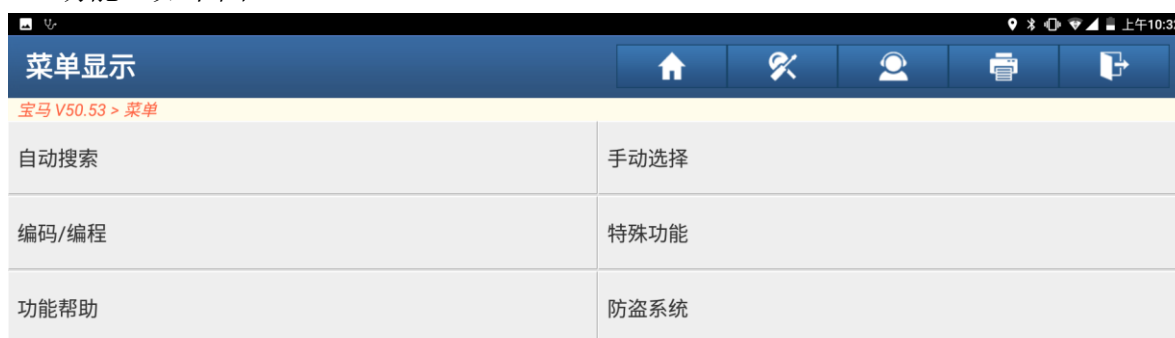 上午10:3
菜单显示
宝马 V50.53 > 菜单
自动搜索
手动选择
编码/编程
特殊功能
功能帮助
防盗系统